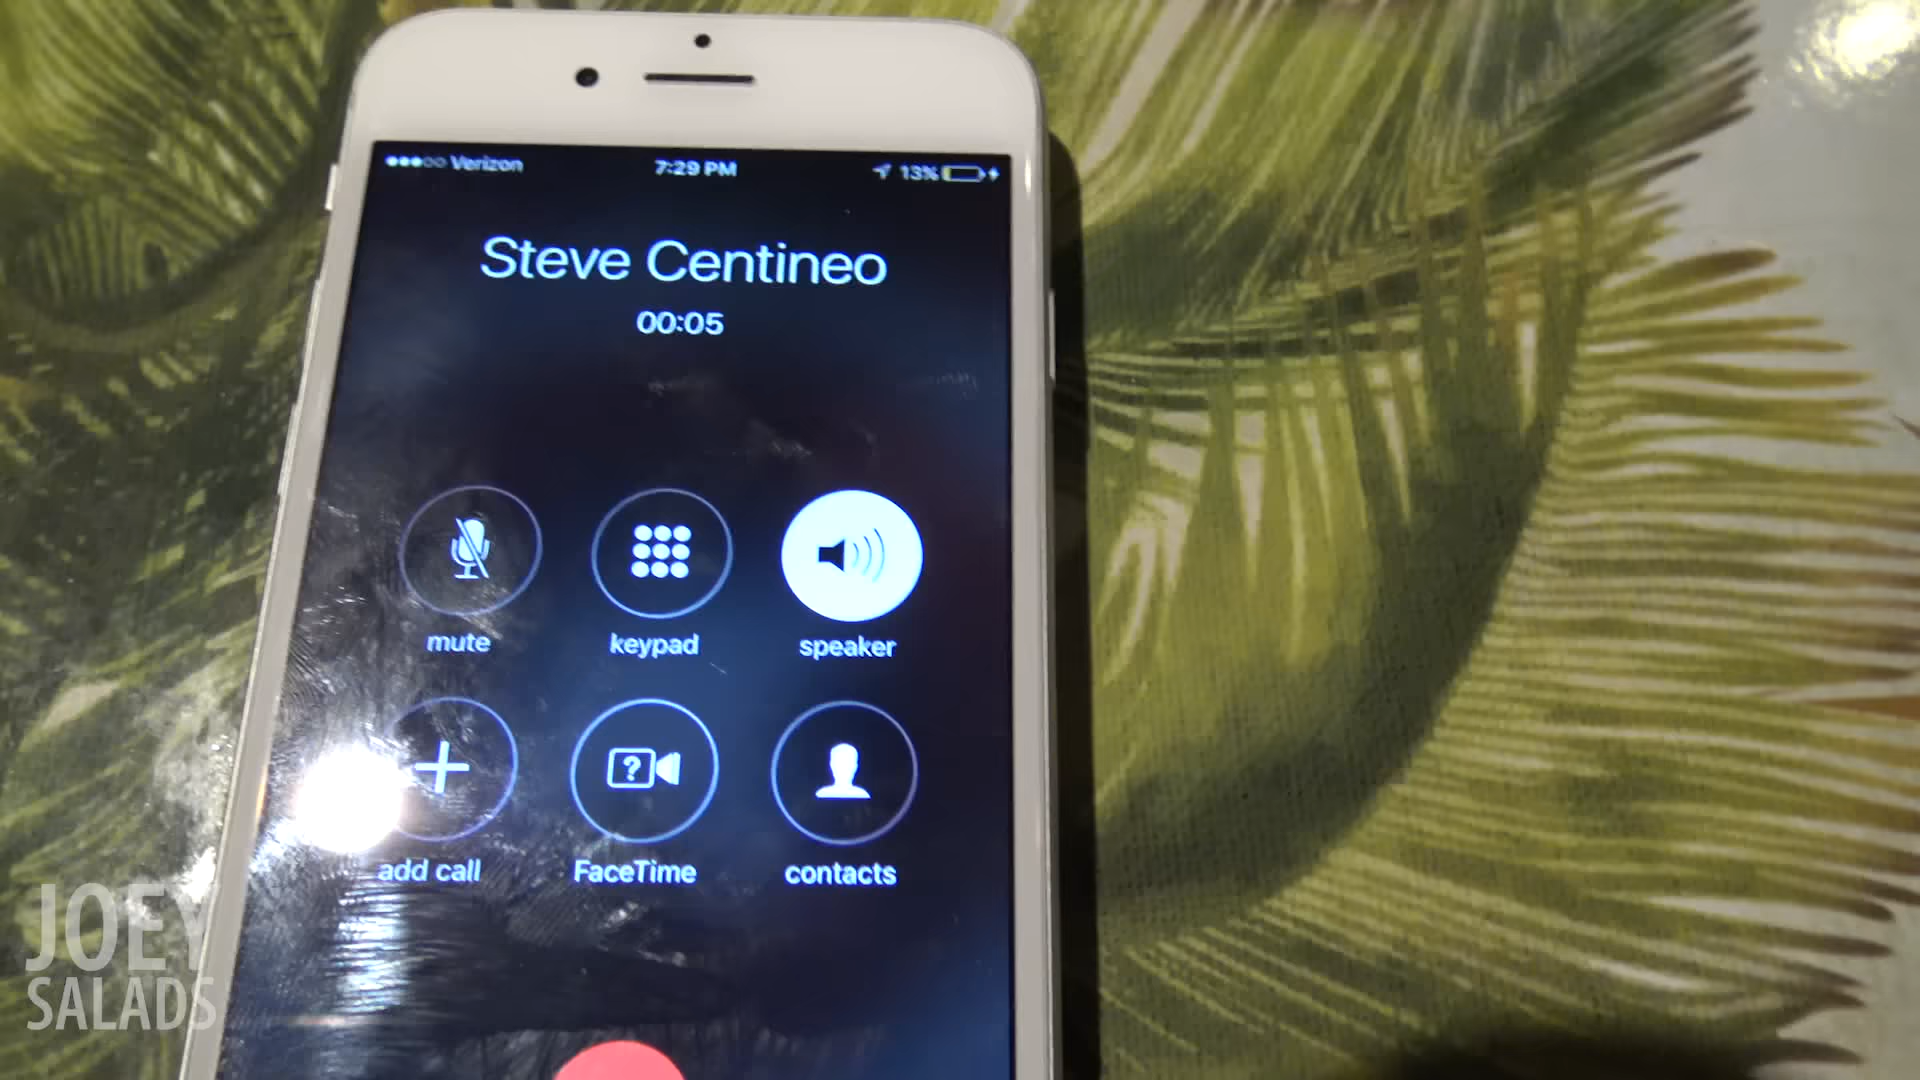 Verizon 7:29 PM 13%
Steve Centineo
00:05
mute keypad speaker
?
add call FaceTime contacts
JOEY
SALADS